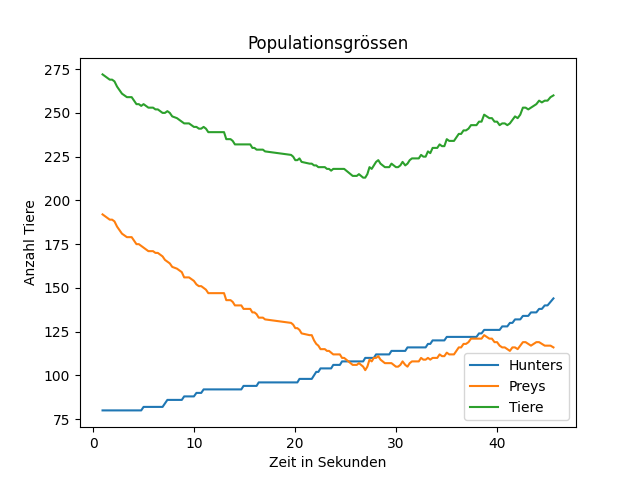 Populationsgrössen
275
250
225
200
175
150
125
100
75
Anzahl Tiere
0 10 20 30 40
Zeit in Sekunden
Hunters
Preys
Tiere